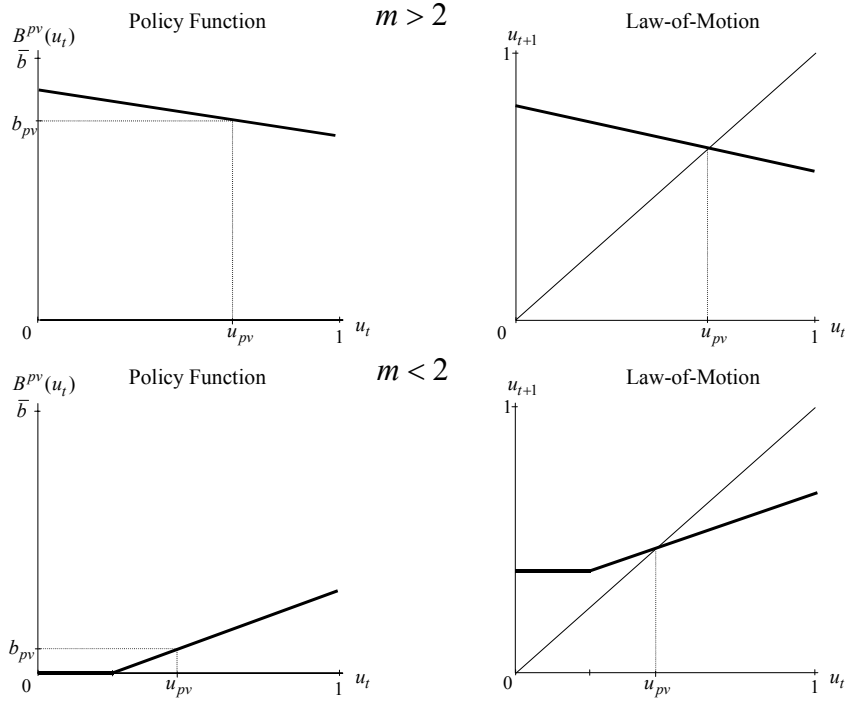 Policy Function
m > 2
Law-of-Motion
B^{pv}(u_t)
b̅
b_{pv}
0
u_{pv}
1
u_t
u_{t+1}
1
0
u_{pv}
1
u_t
Policy Function
m < 2
Law-of-Motion
B^{pv}(u_t)
b̅
b_{pv}
0
u_{pv}
1
u_t
u_{t+1}
1
0
u_{pv}
1
u_t